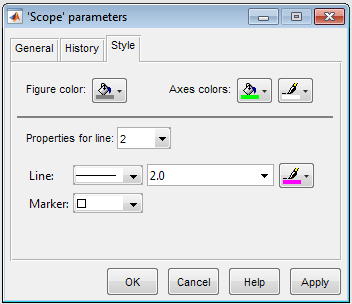 'Scope' parameters
General History Style
Figure color: Axes colors:
Properties for line: 2
Line: 2.0
Marker:
OK Cancel Help Apply